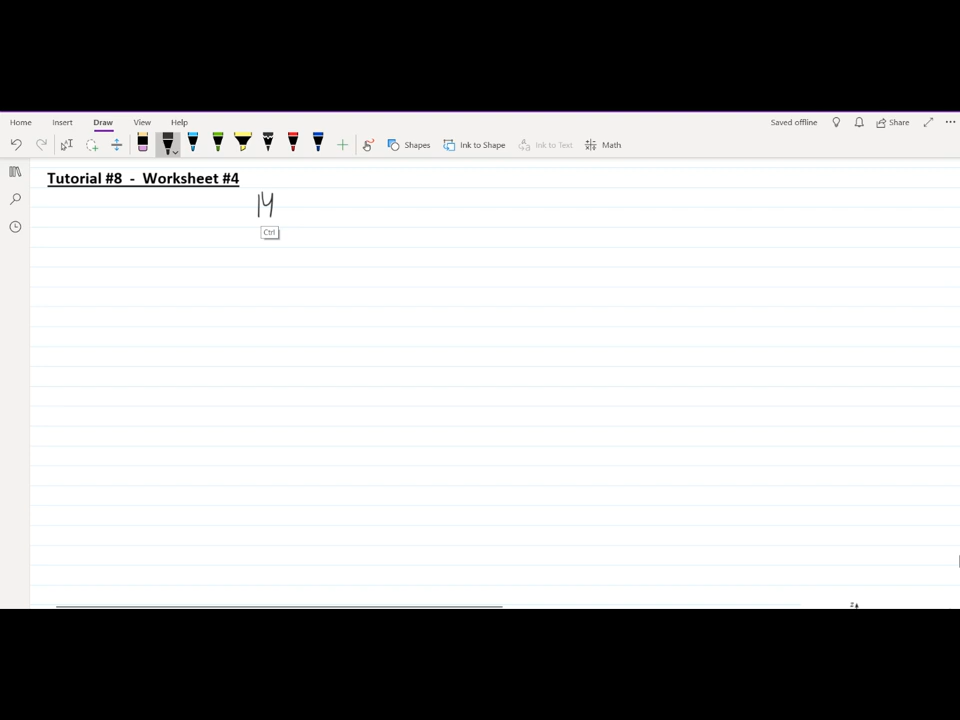 Home Insert Draw View Help Saved offline Share
Shapes Ink to Shape Ink to Text Math
Tutorial #8 - Worksheet #4
14
Ctrl